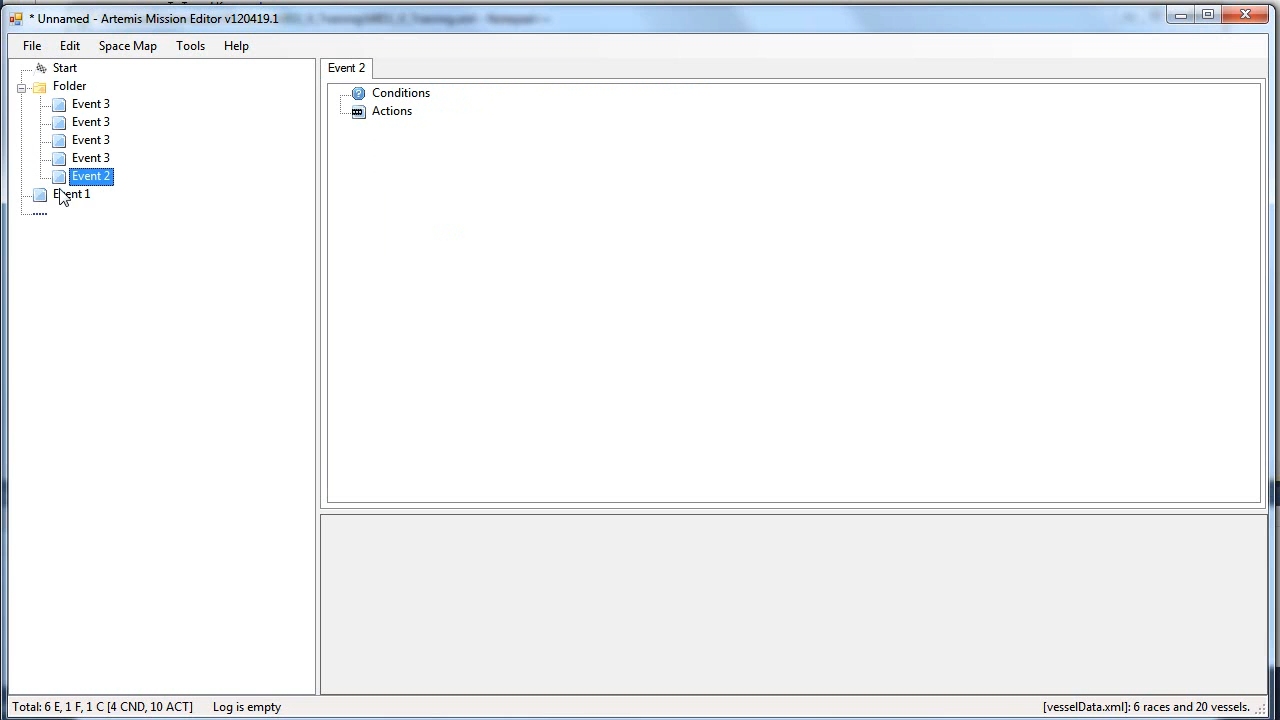 * Unnamed - Artemis Mission Editor v120419.1
File Edit Space Map Tools Help
Start
Folder
Event 3
Event 3
Event 3
Event 3
Event 2
Event 1
Event 2
Conditions
Actions
Total: 6 E, 1 F, 1 C [4 CND, 10 ACT] Log is empty [vesselData.xml]: 6 races and 20 vessels.